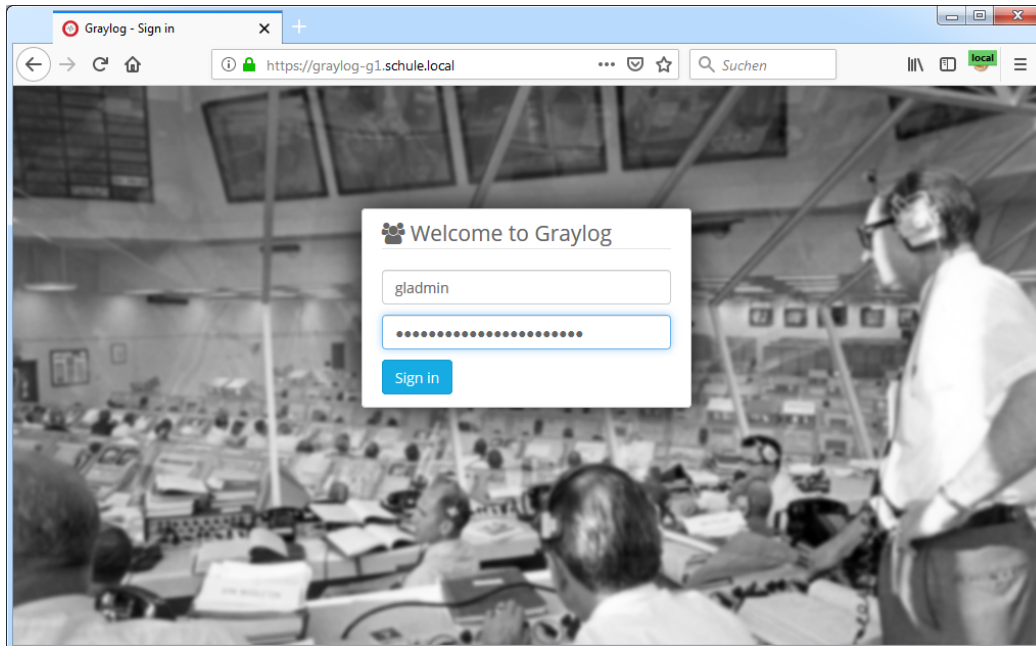 Graylog - Sign in
https://graylog-g1.schule.local
Suchen
local
Welcome to Graylog
gladmin
●●●●●●●●●●●●●●●●●●●●●●●
Sign in